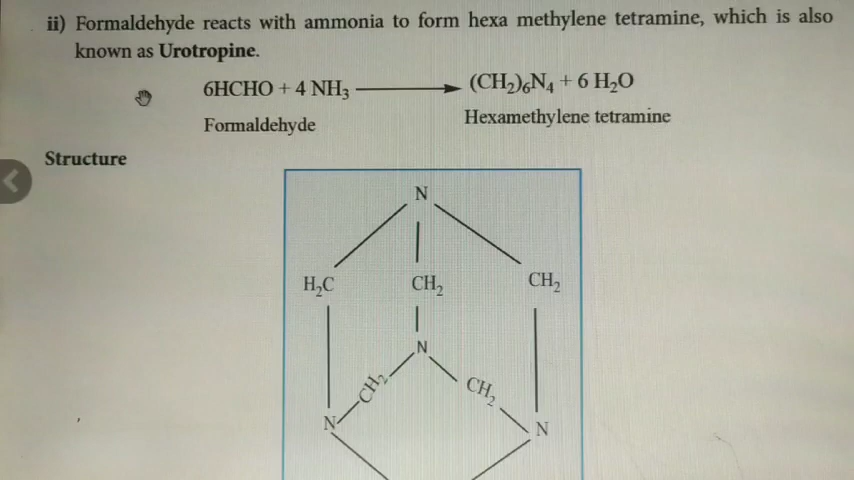 ii) Formaldehyde reacts with ammonia to form hexa methylene tetramine, which is also
known as Urotropine.
6HCHO + 4 NH₃ ⟶ (CH₂)₆N₄ + 6 H₂O
Formaldehyde Hexamethylene tetramine
Structure
N
H₂C CH₂ CH₂
N
CH₂ CH₂
N N